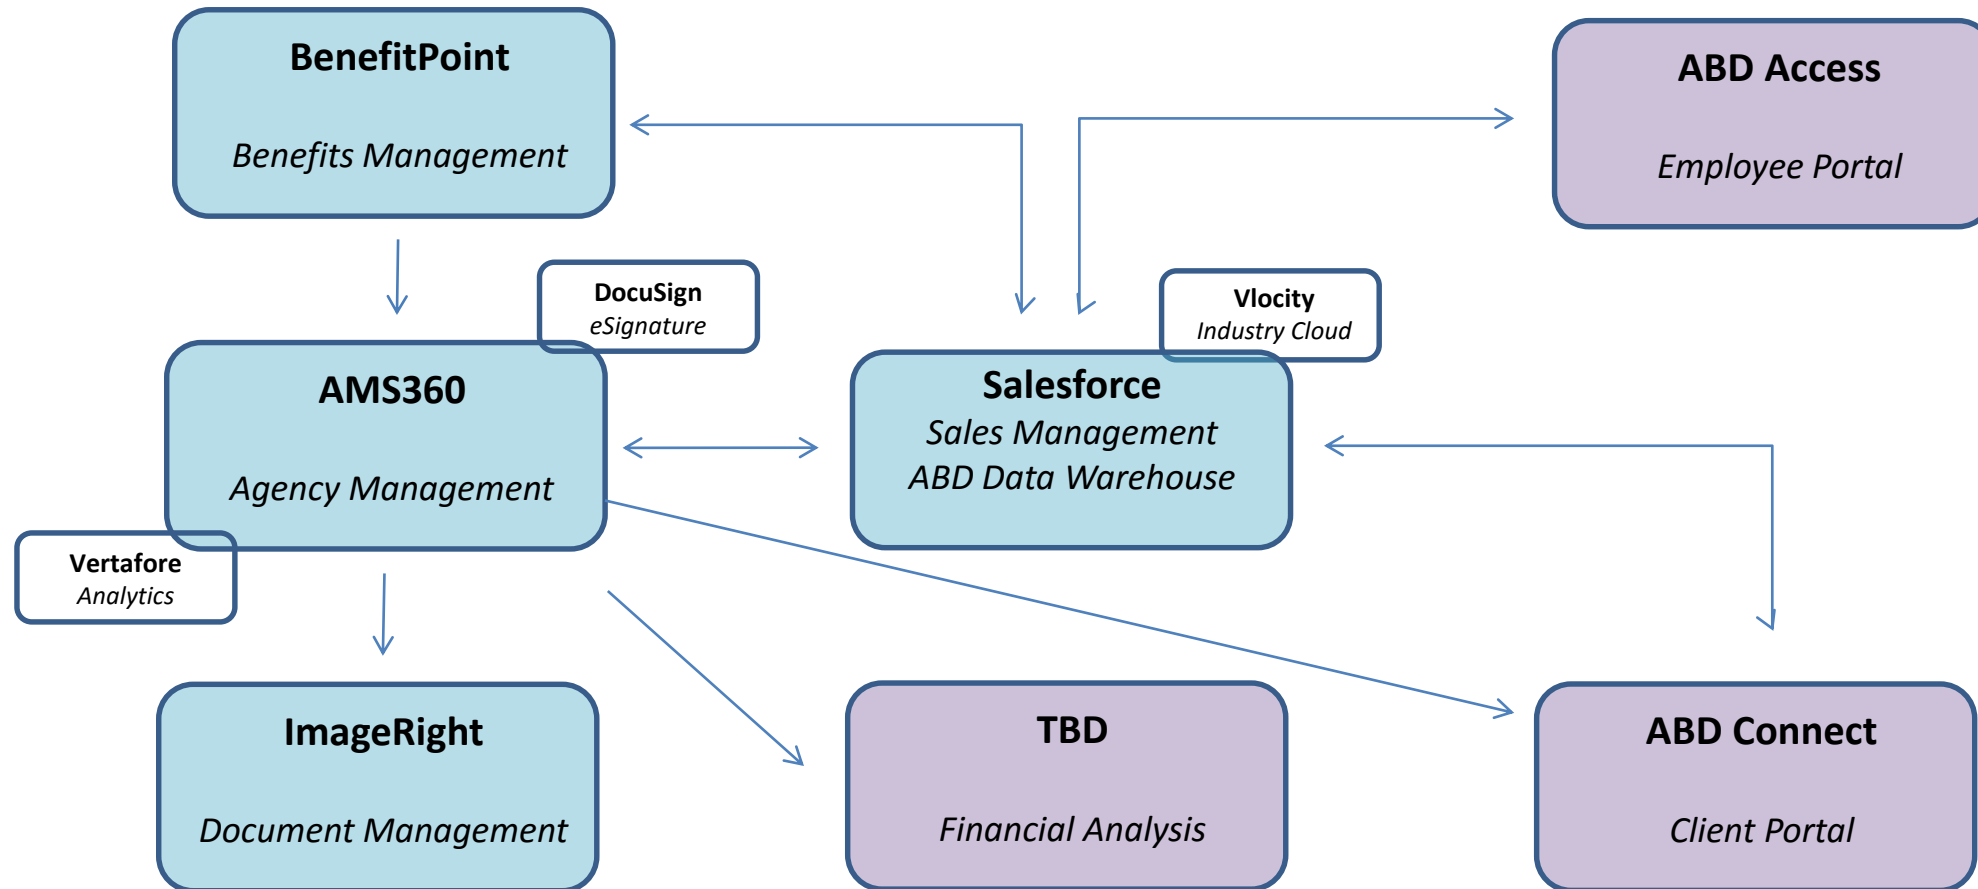 BenefitPoint
Benefits Management
ABD Access
Employee Portal
DocuSign
eSignature
Vlocity
Industry Cloud
AMS360
Agency Management
Salesforce
Sales Management
ABD Data Warehouse
Vertafore
Analytics
ImageRight
Document Management
TBD
Financial Analysis
ABD Connect
Client Portal